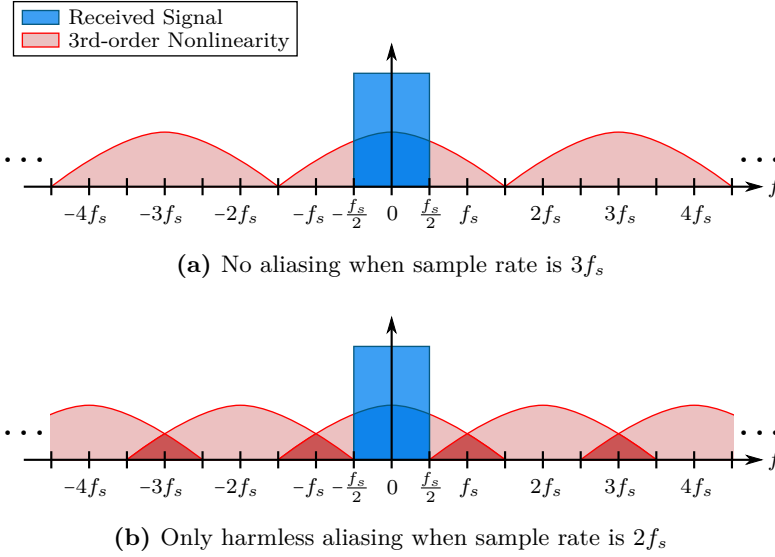 Received Signal
3rd-order Nonlinearity
... ...
−4f_s −3f_s −2f_s −f_s −f_s/2 0 f_s/2 f_s 2f_s 3f_s 4f_s f
(a) No aliasing when sample rate is 3f_s
... ...
−4f_s −3f_s −2f_s −f_s −f_s/2 0 f_s/2 f_s 2f_s 3f_s 4f_s f
(b) Only harmless aliasing when sample rate is 2f_s